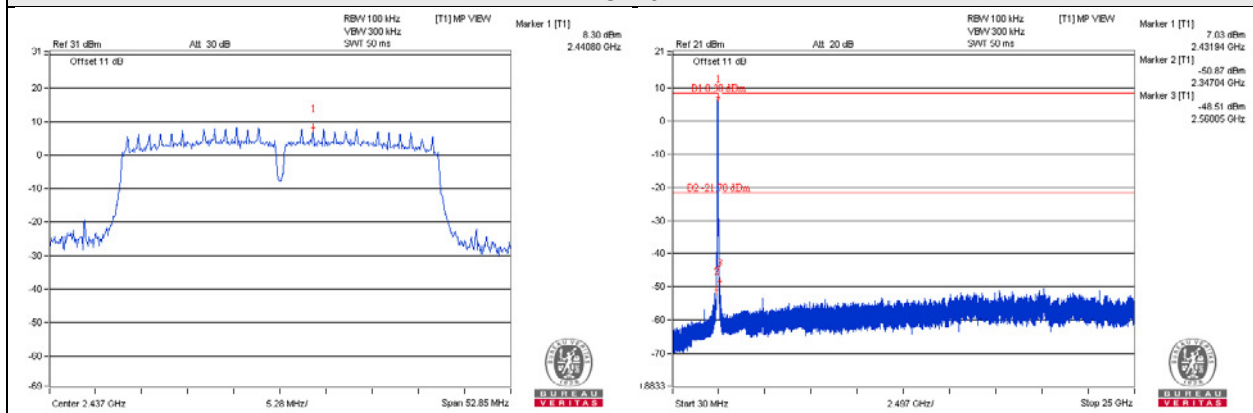 RBW 100 kHz [T1] MP VIEW
VBW 300 kHz
Ref 31 dBm Att 30 dB SWT 50 ms
Marker 1 [T1]
8.30 dBm
2.44080 GHz
31
Offset 11 dB
20
1
10
0
-10
-20
-30
-40
-50
-60
-69
Center 2.437 GHz 5.28 MHz/ Span 52.85 MHz
BUREAU
VERITAS
RBW 100 kHz [T1] MP VIEW
VBW 300 kHz
Ref 21 dBm Att 20 dB SWT 50 ms
Marker 1 [T1]
7.03 dBm
2.43194 GHz
Marker 2 [T1]
-50.87 dBm
2.34704 GHz
Marker 3 [T1]
-48.51 dBm
2.56005 GHz
21
Offset 11 dB
1
10
0
-10
-20
D2 -21.70 dBm
-30
-40
-50
-60
-70
Start 30 MHz 2.497 GHz/ Stop 25 GHz
BUREAU
VERITAS